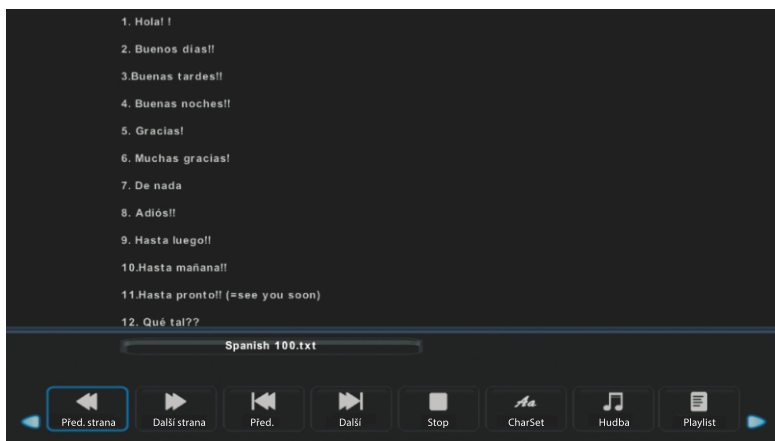 1. Hola! !
2. Buenos dias!!
3.Buenas tardes!!
4. Buenas noches!!
5. Gracias!
6. Muchas gracias!
7. De nada
8. Adiós!!
9. Hasta luego!!
10.Hasta mañana!!
11.Hasta pronto!! (=see you soon)
12. Qué tal??
Spanish 100.txt
Aa
Před. strana Další strana Před. Další Stop CharSet Hudba Playlist